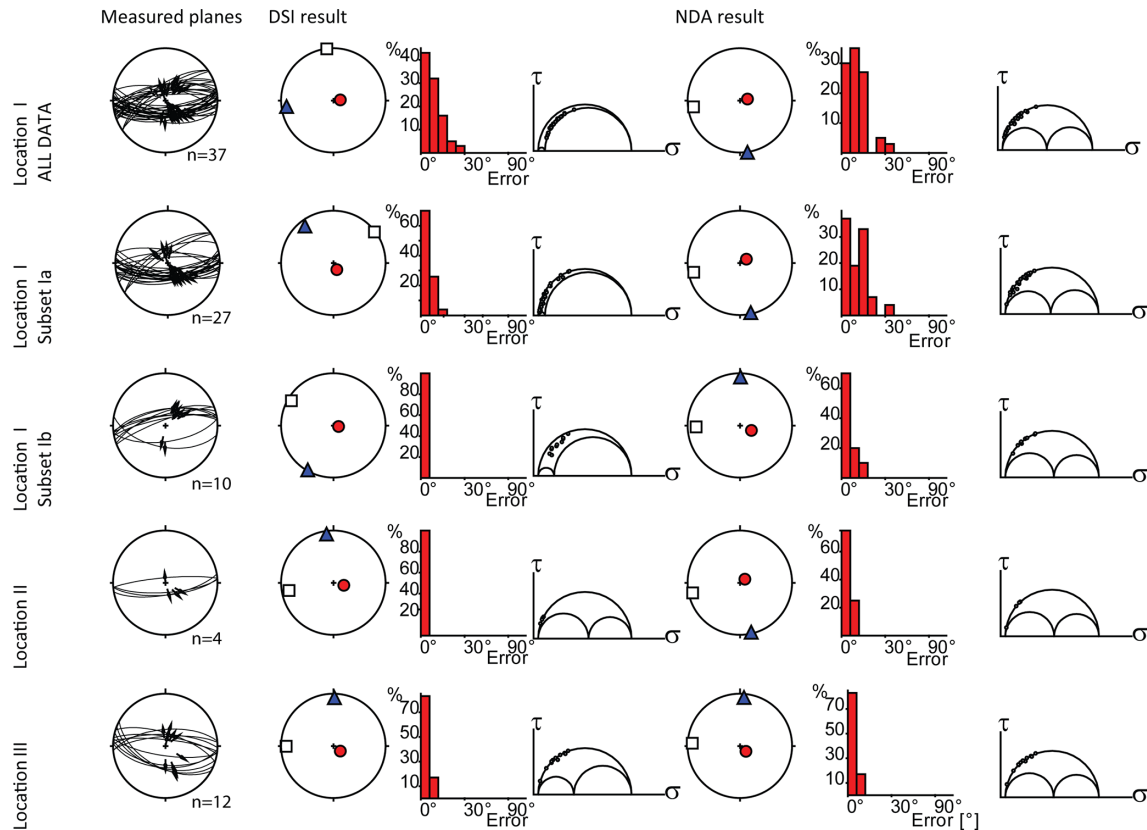 Measured planes DSI result NDA result
Location I
ALL DATA
n=37
%
40
30
20
10
0° 30° 90°
Error
τ
σ
%
30
20
10
0° 30° 90°
Error
τ
σ
Location I
Subset Ia
n=27
%
60
40
20
0° 30° 90°
Error
τ
σ
%
30
20
10
0° 30° 90°
Error
τ
σ
Location I
Subset Ib
n=10
%
80
60
40
20
0° 30° 90°
Error
τ
σ
%
60
40
20
0° 30° 90°
Error
τ
σ
Location II
n=4
%
80
60
40
20
0° 30° 90°
Error
τ
σ
%
60
40
20
0° 30° 90°
Error
τ
σ
Location III
n=12
%
70
50
30
10
0° 30° 90°
Error
τ
σ
%
70
50
30
10
0° 30° 90°
Error [°]
τ
σ